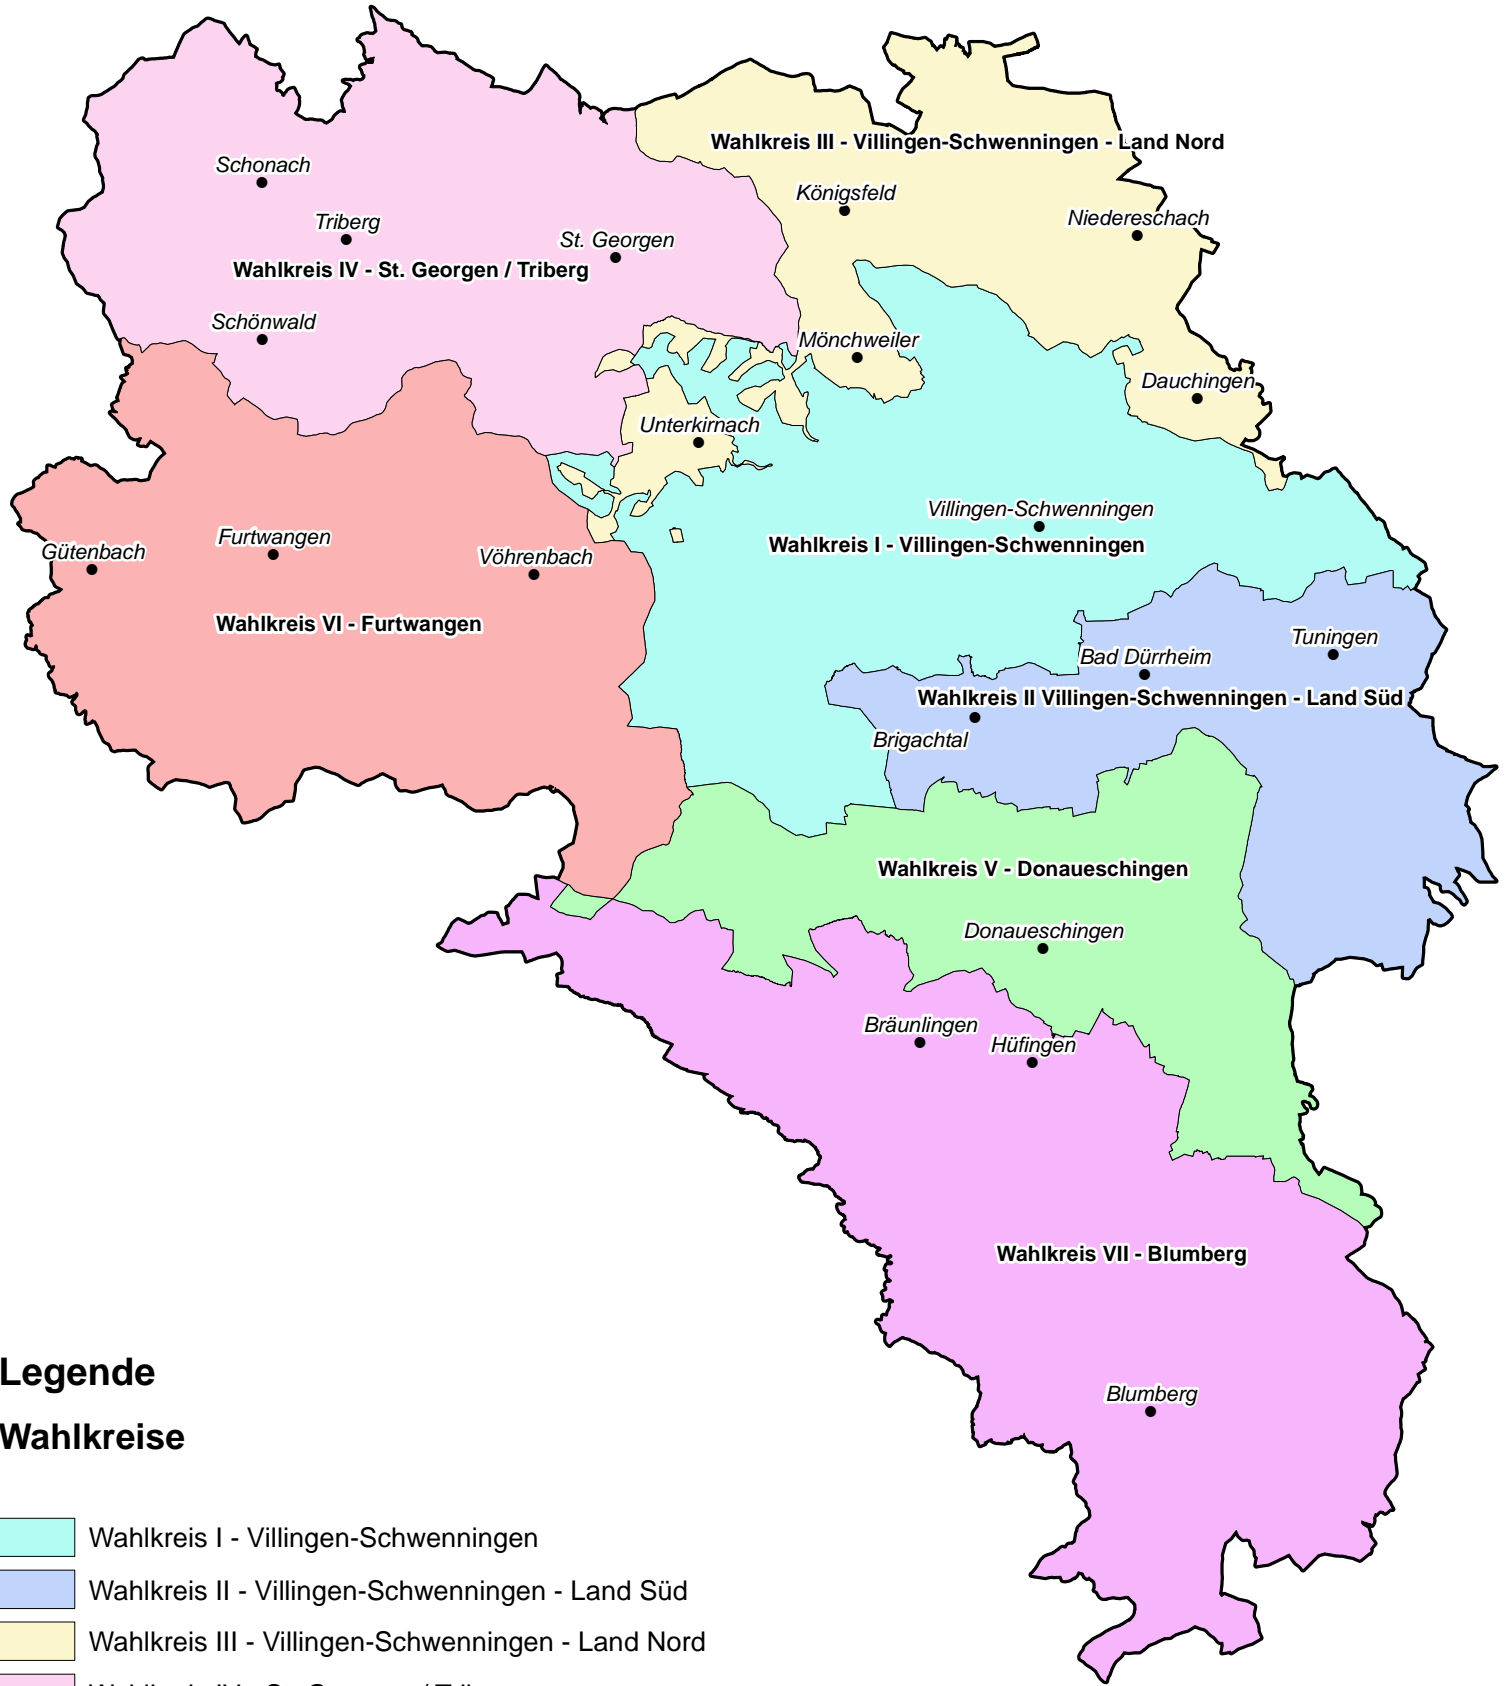 Wahlkreis III - Villingen-Schwenningen - Land Nord
Schonach
Königsfeld
Niedereschach
Triberg
St. Georgen
Wahlkreis IV - St. Georgen / Triberg
Schönwald
Mönchweiler
Dauchingen
Unterkirnach
Villingen-Schwenningen
Wahlkreis I - Villingen-Schwenningen
Furtwangen
Gütenbach
Vöhrenbach
Wahlkreis VI - Furtwangen
Tuningen
Bad Dürrheim
Wahlkreis II Villingen-Schwenningen - Land Süd
Brigachtal
Wahlkreis V - Donaueschingen
Donaueschingen
Bräunlingen
Hüfingen
Wahlkreis VII - Blumberg
Blumberg
Legende
Wahlkreise
Wahlkreis I - Villingen-Schwenningen
Wahlkreis II - Villingen-Schwenningen - Land Süd
Wahlkreis III - Villingen-Schwenningen - Land Nord